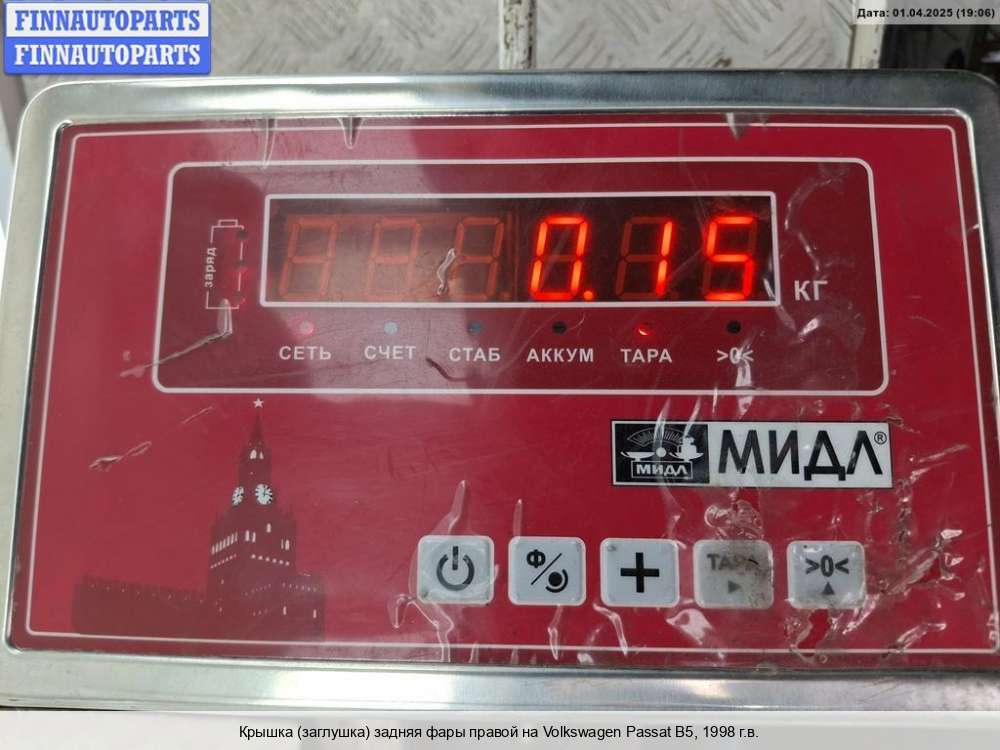 FINNAUTOPARTS
FINNAUTOPARTS
Дата: 01.04.2025 (19:06)
заряд
0.15
КГ
СЕТЬ СЧЕТ СТАБ АККУМ ТАРА >0<
МИДЛ МИДЛ®
Ф
+ ТАРА >0<
Крышка (заглушка) задняя фары правой на Volkswagen Passat B5, 1998 г.в.